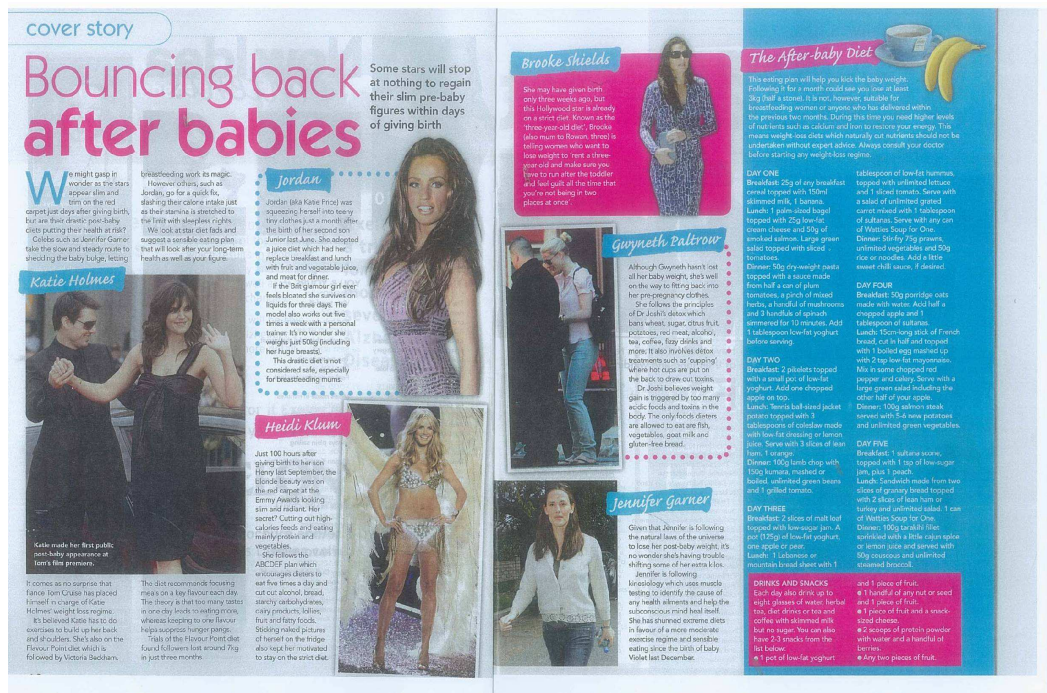 cover story
Bouncing back
after babies
Some stars will stop
at nothing to regain
their slim pre-baby
figures within days
of giving birth
We might gasp in
wonder as the stars
appear slim and
trim on the red
carpet just days after giving birth,
but are their drastic post-baby
diets putting their health at risk?
Celebs such as Jennifer Garner
take the slow and steady route to
shedding the baby bulge, letting
breastfeeding work its magic.
However others, such as
Jordan, go for a quick fix,
slashing their calorie intake just
as their stamina is stretched to
the limit with sleepless nights.
We look at star diet fads and
suggest a sensible eating plan
that will look after your long-term
health as well as your figure.
Katie Holmes
Katie made her first public
post-baby appearance at
Tom's film premiere.
It comes as no surprise that
fiance Tom Cruise has placed
himself in charge of Katie
Holmes' weight loss regime.
It's believed Katie has to do
exercises to build up her back
and shoulders. She's also on the
Flavour Point diet which is
followed by Victoria Beckham.
The diet recommends focusing
meals on a key flavour each day.
The theory is that too many tastes
in one day leads to eating more,
whereas keeping to one flavour
helps suppress hunger pangs.
Trials of the Flavour Point diet
found followers lost around 7kg
in just three months.
Jordan
Jordan (aka Katie Price) was
squeezing herself into teeny
tiny clothes just a month after
the birth of her second son
Junior last June. She adopted
a juice diet which had her
replace breakfast and lunch
with fruit and vegetable juice,
and meat for dinner.
If the Brit glamour girl ever
feels bloated she survives on
liquids for three days. The
model also works out five
times a week with a personal
trainer. It's no wonder she
weighs just 50kg (including
her huge breasts).
This drastic diet is not
considered safe, especially
for breastfeeding mums.
Heidi Klum
Just 100 hours after
giving birth to her son
Henry last September, the
blonde beauty was on
the red carpet at the
Emmy Awards looking
slim and radiant. Her
secret? Cutting out high-
calories feeds and eating
mainly protein and
vegetables.
She follows the
ABCDEF plan which
encourages dieters to
eat five times a day and
cut out alcohol, bread,
starchy carbohydrates,
dairy products, lollies,
fruit and fatty foods.
Sticking naked pictures
of herself on the fridge
also kept her motivated
to stay on the strict diet.
Brooke Shields
She may have given birth
only three weeks ago, but
this Hollywood star is already
on a strict diet. Known as the
'three-year-old diet', Brooke
(also mum to Rowan, three) is
telling women who want to
lose weight to 'rent a three-
year-old and make sure you
have to run after the toddler
and feel guilt all the time that
you're not being in two
places at once'.
Gwyneth Paltrow
Although Gwyneth hasn't lost
all her baby weight, she's well
on the way to fitting back into
her pre-pregnancy clothes.
She follows the principles
of Dr Joshi's detox which
bans wheat, sugar, citrus fruit,
potatoes, red meat, alcohol,
tea, coffee, fizzy drinks and
more. It also involves detox
treatments such as 'cupping'
where hot cups are put on
the back to draw out toxins.
Dr Joshi believes weight
gain is triggered by too many
acidic foods and toxins in the
body. The only foods dieters
are allowed to eat are fish,
vegetables, goat milk and
gluten-free bread.
Jennifer Garner
Given that Jennifer is following
the natural laws of the universe
to lose her post-baby weight, it's
no wonder she's having trouble
shifting some of her extra kilos.
Jennifer is following
kinesiology which uses muscle
testing to identify the cause of
any health ailments and help the
subconscious mind heal itself.
She has shunned extreme diets
in favour of a more moderate
exercise regime and sensible
eating since the birth of baby
Violet last December.
The After-baby Diet
This eating plan will help you kick the baby weight.
Following it for a month could see you lose at least
3kg (half a stone). It is not, however, suitable for
breastfeeding women or anyone who has delivered within
the previous two months. During this time you need higher levels
of nutrients such as calcium and iron to restore your energy. This
means weight-loss diets which naturally cut nutrients should not be
undertaken without expert advice. Always consult your doctor
before starting any weight-loss regime.
DAY ONE
Breakfast: 25g of any breakfast
cereal topped with 150ml
skimmed milk, 1 banana.
Lunch: 1 palm-sized bagel
topped with 25g low-fat
cream cheese and 50g of
smoked salmon. Large green
salad topped with sliced
tomatoes.
Dinner: 50g dry-weight pasta
topped with a sauce made
from half a can of plum
tomatoes, a pinch of mixed
herbs, a handful of mushrooms
and 3 handfuls of spinach
simmered for 10 minutes. Add
1 tablespoon low-fat yoghurt
before serving.
DAY TWO
Breakfast: 2 pikelets topped
with a small pot of low-fat
yoghurt. Add one chopped
apple on top.
Lunch: Tennis ball-sized jacket
potato topped with 3
tablespoons of coleslaw made
with low-fat dressing or lemon
juice. Serve with 3 slices of lean
ham. 1 orange.
Dinner: 100g lamb chop with
150g kumara, mashed or
boiled, unlimited green beans
and 1 grilled tomato.
DAY THREE
Breakfast: 2 slices of malt loaf
topped with low-sugar jam. A
pot (125g) of low-fat yoghurt,
one apple or pear.
Lunch: 1 Lebanese or
mountain bread sheet with 1
tablespoon of low-fat hummus,
topped with unlimited lettuce
and 1 sliced tomato. Serve with
a salad of unlimited grated
carrot mixed with 1 tablespoon
of sultanas. Serve with any can
of Watties Soup for One.
Dinner: Stir-fry 75g prawns,
unlimited vegetables and 50g
rice or noodles. Add a little
sweet chilli sauce, if desired.
DAY FOUR
Breakfast: 50g porridge oats
made with water. Add half a
chopped apple and 1
tablespoon of sultanas.
Lunch: 15cm-long stick of French
bread, cut in half and topped
with 1 boiled egg mashed up
with 2 tsp low-fat mayonnaise.
Mix in some chopped red
pepper and celery. Serve with a
large green salad including the
other half of your apple.
Dinner: 100g salmon steak
served with 5-6 new potatoes
and unlimited green vegetables.
DAY FIVE
Breakfast: 1 sultana scone,
topped with 1 tsp of low-sugar
jam, plus 1 peach.
Lunch: Sandwich made from two
slices of granary bread topped
with 2 slices of lean ham or
turkey and unlimited salad. 1 can
of Watties Soup for One.
Dinner: 100g tarakihi fillet
sprinkled with a little cajun spice
or lemon juice and served with
50g couscous and unlimited
steamed broccoli.
DRINKS AND SNACKS
Each day also drink up to
eight glasses of water, herbal
tea, diet drinks or tea and
coffee with skimmed milk
but no sugar. You can also
have 2-3 snacks from the
list below.
● 1 pot of low-fat yoghurt
and 1 piece of fruit.
● 1 handful of any nut or seed
and 1 piece of fruit.
● 1 piece of fruit and a snack-
sized cheese.
● 2 scoops of protein powder
with water and a handful of
berries.
● Any two pieces of fruit.